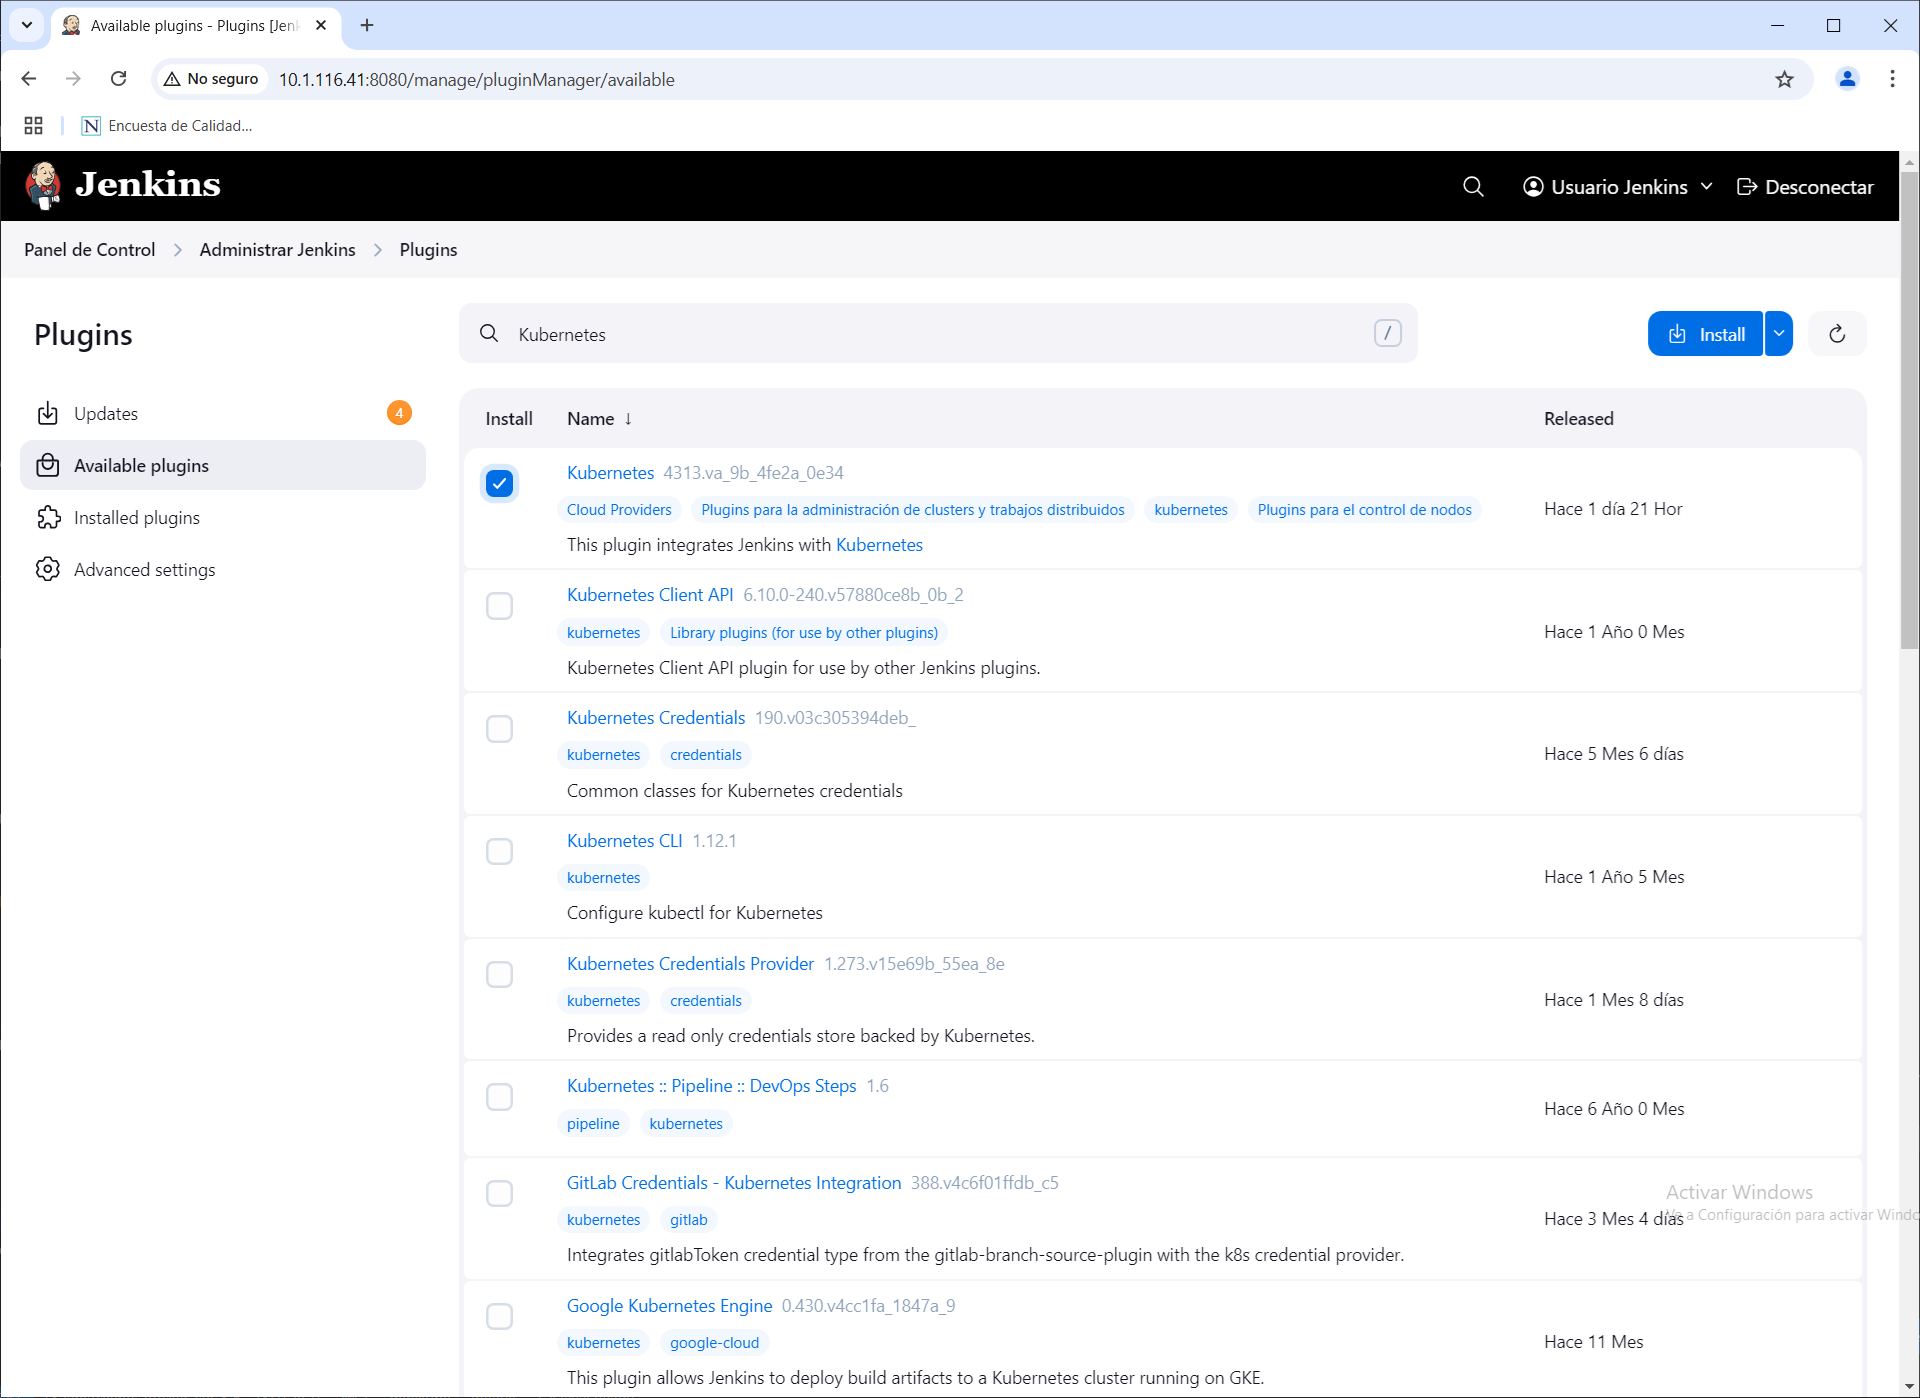 Available plugins - Plugins [Jen
No seguro
10.1.116.41:8080/manage/pluginManager/available
Encuesta de Calidad...
Jenkins
Usuario Jenkins
Desconectar
Panel de Control
Administrar Jenkins
Plugins
Plugins
Kubernetes
/
Install
Updates
4
Available plugins
Installed plugins
Advanced settings
Install
Name ↓
Released
Kubernetes 4313.va_9b_4fe2a_0e34
Cloud Providers Plugins para la administración de clusters y trabajos distribuidos kubernetes Plugins para el control de nodos
This plugin integrates Jenkins with Kubernetes
Hace 1 día 21 Hor
Kubernetes Client API 6.10.0-240.v57880ce8b_0b_2
kubernetes Library plugins (for use by other plugins)
Kubernetes Client API plugin for use by other Jenkins plugins.
Hace 1 Año 0 Mes
Kubernetes Credentials 190.v03c305394deb_
kubernetes credentials
Common classes for Kubernetes credentials
Hace 5 Mes 6 días
Kubernetes CLI 1.12.1
kubernetes
Configure kubectl for Kubernetes
Hace 1 Año 5 Mes
Kubernetes Credentials Provider 1.273.v15e69b_55ea_8e
kubernetes credentials
Provides a read only credentials store backed by Kubernetes.
Hace 1 Mes 8 días
Kubernetes :: Pipeline :: DevOps Steps 1.6
pipeline kubernetes
Hace 6 Año 0 Mes
GitLab Credentials - Kubernetes Integration 388.v4c6f01ffdb_c5
kubernetes gitlab
Integrates gitlabToken credential type from the gitlab-branch-source-plugin with the k8s credential provider.
Hace 3 Mes 4 días
Activar Windows
Ve a Configuración para activar Windo
Google Kubernetes Engine 0.430.v4cc1fa_1847a_9
kubernetes google-cloud
This plugin allows Jenkins to deploy build artifacts to a Kubernetes cluster running on GKE.
Hace 11 Mes